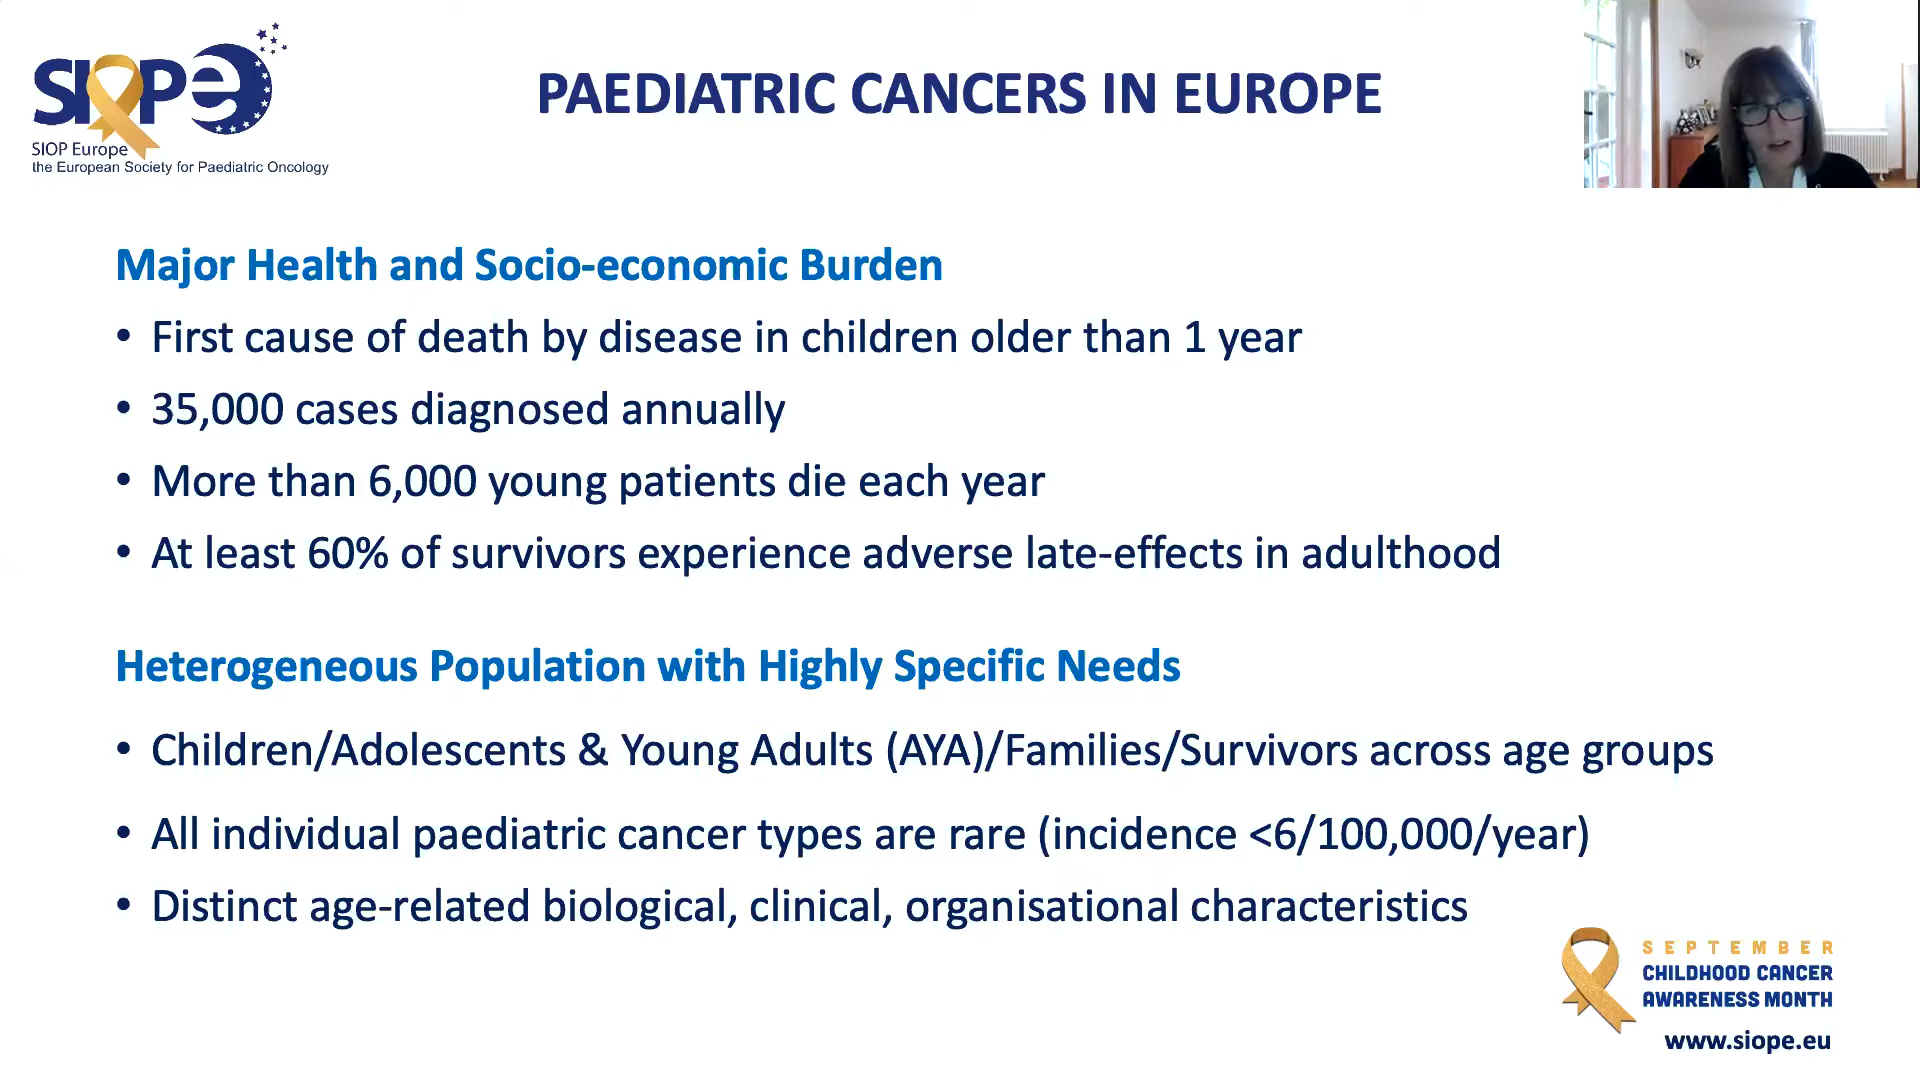 SIOPe
SIOP Europe
the European Society for Paediatric Oncology
PAEDIATRIC CANCERS IN EUROPE
Major Health and Socio-economic Burden
• First cause of death by disease in children older than 1 year
• 35,000 cases diagnosed annually
• More than 6,000 young patients die each year
• At least 60% of survivors experience adverse late-effects in adulthood
Heterogeneous Population with Highly Specific Needs
• Children/Adolescents & Young Adults (AYA)/Families/Survivors across age groups
• All individual paediatric cancer types are rare (incidence <6/100,000/year)
• Distinct age-related biological, clinical, organisational characteristics
SEPTEMBER
CHILDHOOD CANCER
AWARENESS MONTH
www.siope.eu